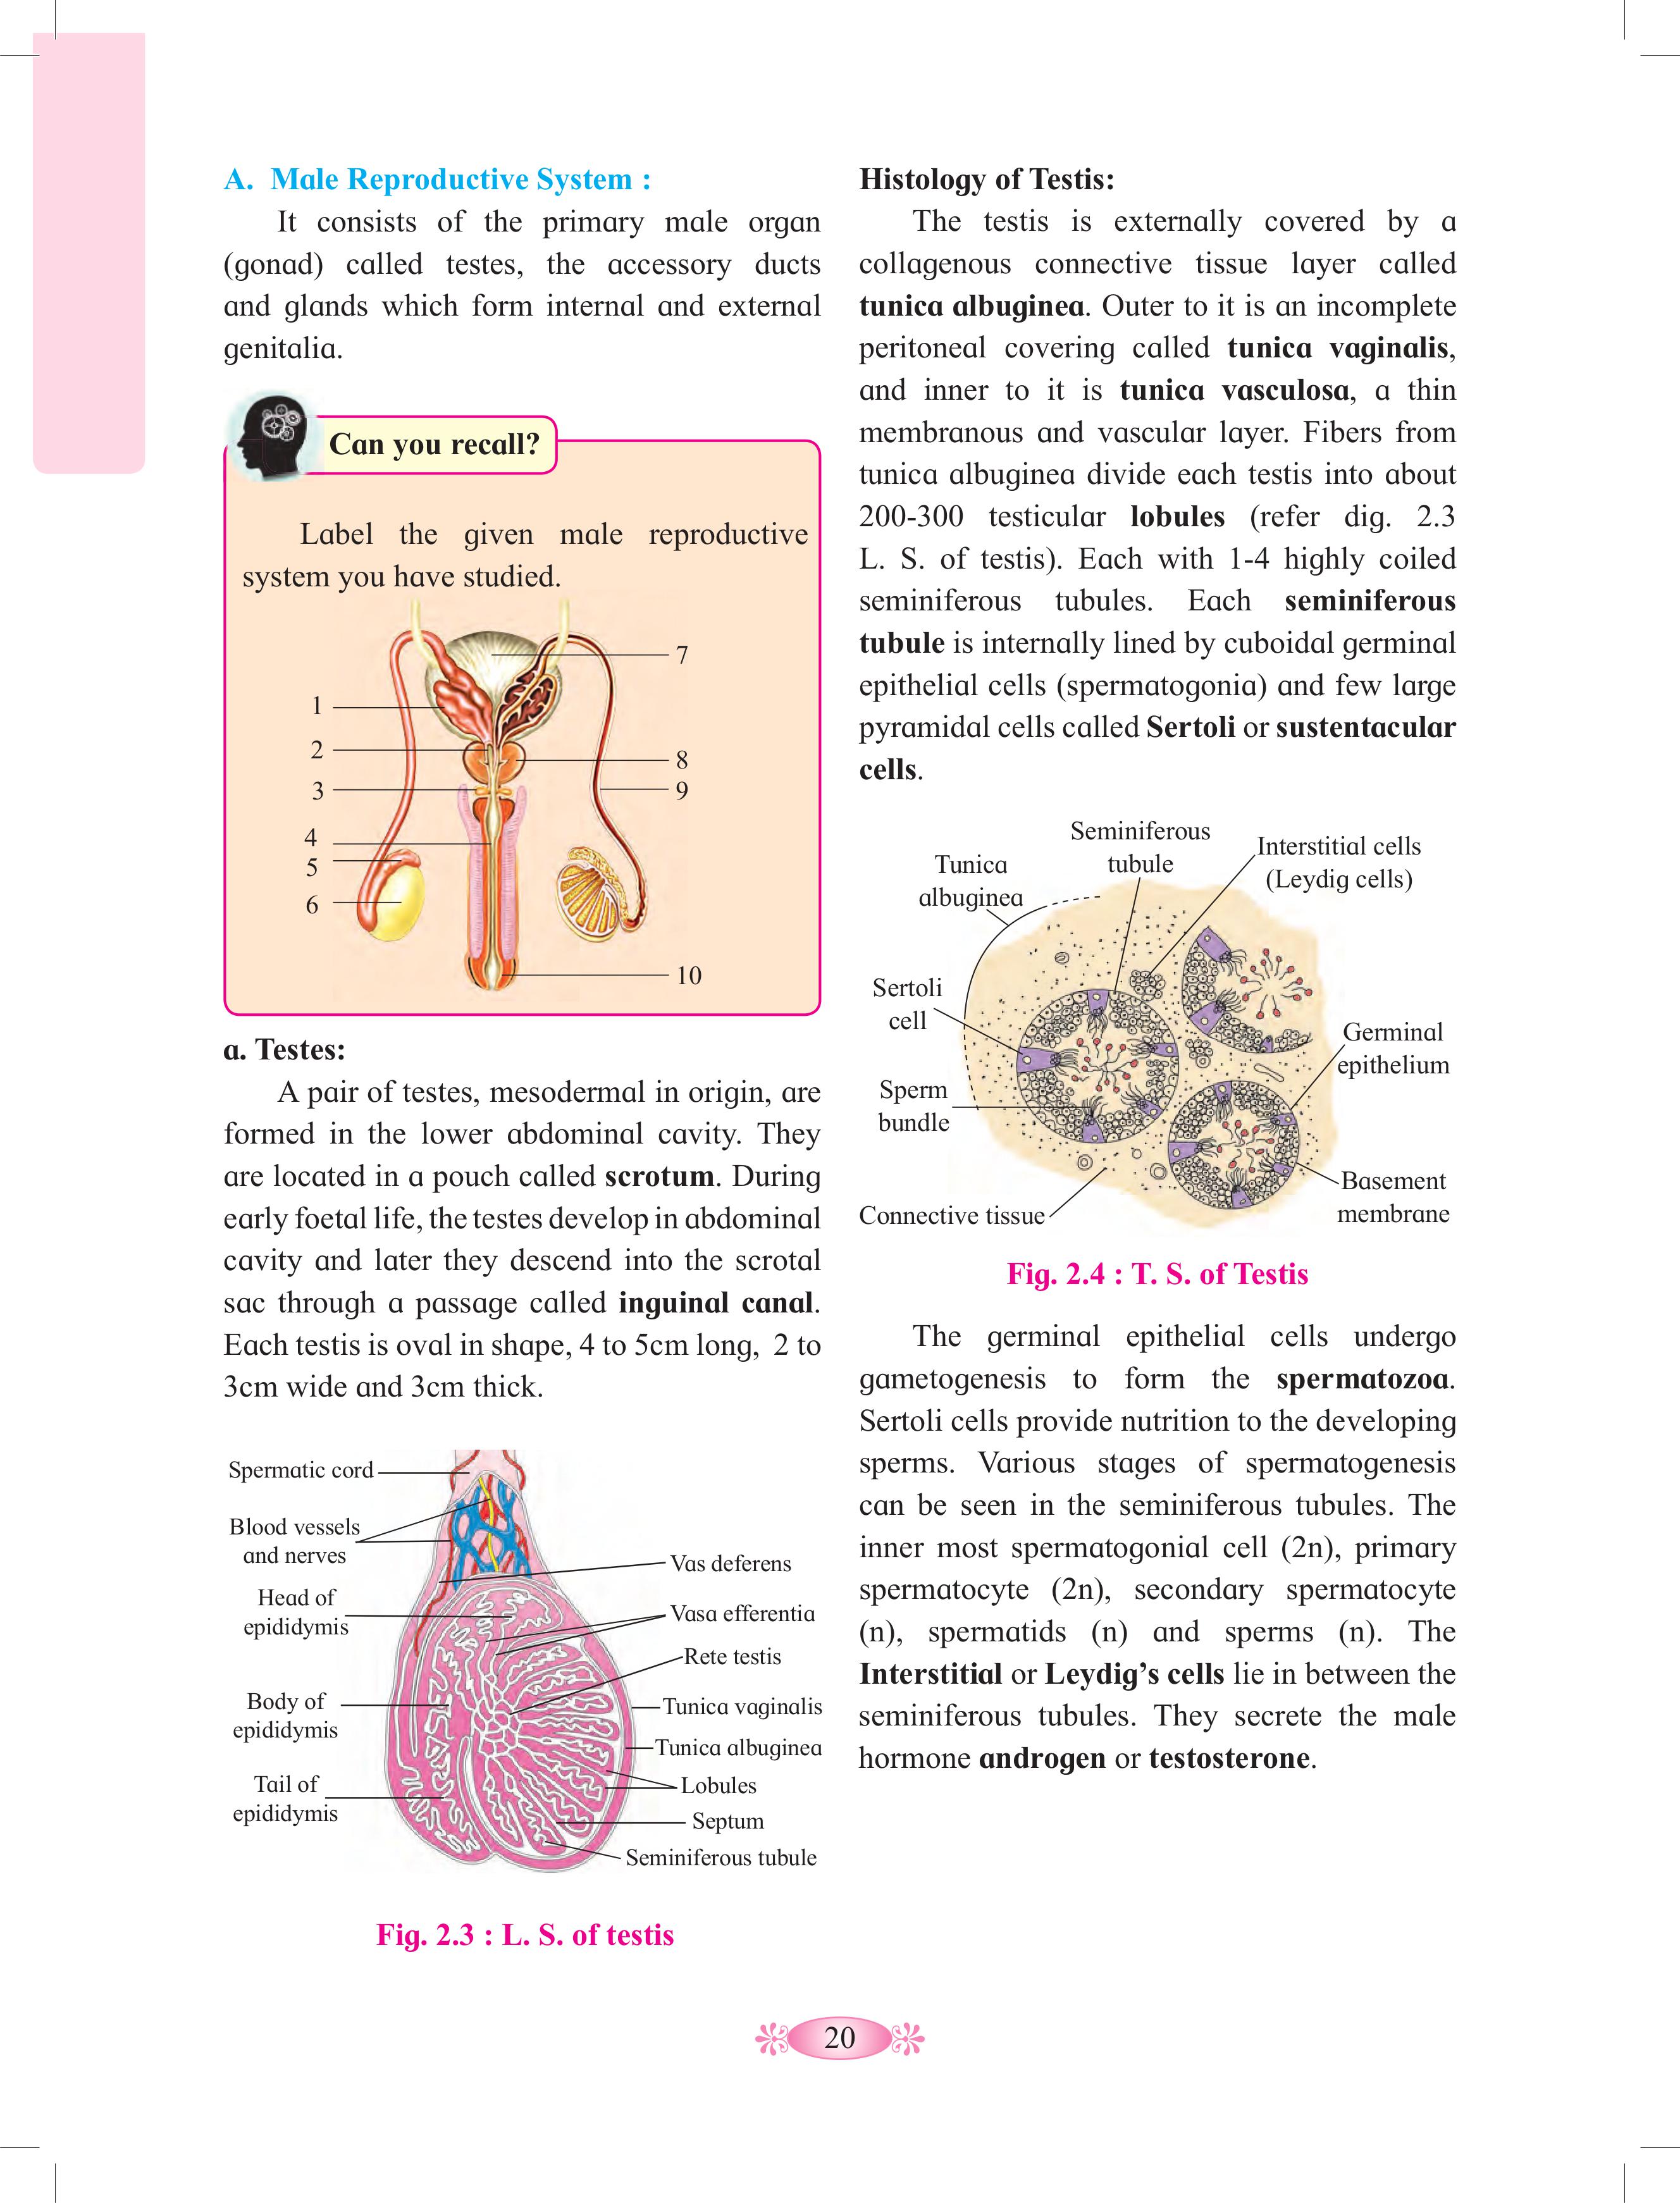 A. Male Reproductive System :
It consists of the primary male organ
(gonad) called testes, the accessory ducts
and glands which form internal and external
genitalia.
Can you recall?
Label the given male reproductive
system you have studied.
1
2
3
4
5
6
7
8
9
10
a. Testes:
A pair of testes, mesodermal in origin, are
formed in the lower abdominal cavity. They
are located in a pouch called scrotum. During
early foetal life, the testes develop in abdominal
cavity and later they descend into the scrotal
sac through a passage called inguinal canal.
Each testis is oval in shape, 4 to 5cm long, 2 to
3cm wide and 3cm thick.
Spermatic cord
Blood vessels
and nerves
Head of
epididymis
Body of
epididymis
Tail of
epididymis
Vas deferens
Vasa efferentia
Rete testis
Tunica vaginalis
Tunica albuginea
Lobules
Septum
Seminiferous tubule
Fig. 2.3 : L. S. of testis
Histology of Testis:
The testis is externally covered by a
collagenous connective tissue layer called
tunica albuginea. Outer to it is an incomplete
peritoneal covering called tunica vaginalis,
and inner to it is tunica vasculosa, a thin
membranous and vascular layer. Fibers from
tunica albuginea divide each testis into about
200-300 testicular lobules (refer dig. 2.3
L. S. of testis). Each with 1-4 highly coiled
seminiferous tubules. Each seminiferous
tubule is internally lined by cuboidal germinal
epithelial cells (spermatogonia) and few large
pyramidal cells called Sertoli or sustentacular
cells.
Seminiferous
tubule
Interstitial cells
(Leydig cells)
Tunica
albuginea
Sertoli
cell
Germinal
epithelium
Sperm
bundle
Basement
membrane
Connective tissue
Fig. 2.4 : T. S. of Testis
The germinal epithelial cells undergo
gametogenesis to form the spermatozoa.
Sertoli cells provide nutrition to the developing
sperms. Various stages of spermatogenesis
can be seen in the seminiferous tubules. The
inner most spermatogonial cell (2n), primary
spermatocyte (2n), secondary spermatocyte
(n), spermatids (n) and sperms (n). The
Interstitial or Leydig’s cells lie in between the
seminiferous tubules. They secrete the male
hormone androgen or testosterone.
20